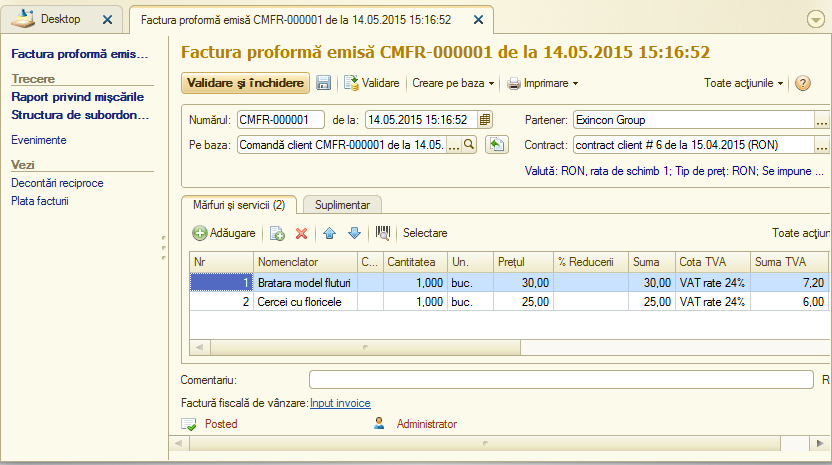 Desktop
Factura proformă emisă CMFR-000001 de la 14.05.2015 15:16:52
Factura proformă emis...
Trecere
Raport privind mişcările
Structura de subordon...
Evenimente
Vezi
Decontări reciproce
Plata facturii
Factura proformă emisă CMFR-000001 de la 14.05.2015 15:16:52
Validare şi închidere Validare Creare pe baza Imprimare Toate acţiunile
Numărul: CMFR-000001 de la: 14.05.2015 15:16:52 Partener: Exincon Group ...
Pe baza: Comandă client CMFR-000001 de la 14.05. ... Contract: contract client # 6 de la 15.04.2015 (RON) ...
Valută: RON, rata de schimb 1; Tip de preţ: RON; Se impune ...
Mărfuri şi servicii (2) Suplimentar
Adăugare Selectare Toate acţiun
Nr Nomenclator C... Cantitatea Un. Preţul % Reducerii Suma Cota TVA Suma TVA
1 Bratara model fluturi 1,000 buc. 30,00 30,00 VAT rate 24% 7,20
2 Cercei cu floricele 1,000 buc. 25,00 25,00 VAT rate 24% 6,00
Comentariu: R
Factură fiscală de vânzare: Input invoice
Posted Administrator